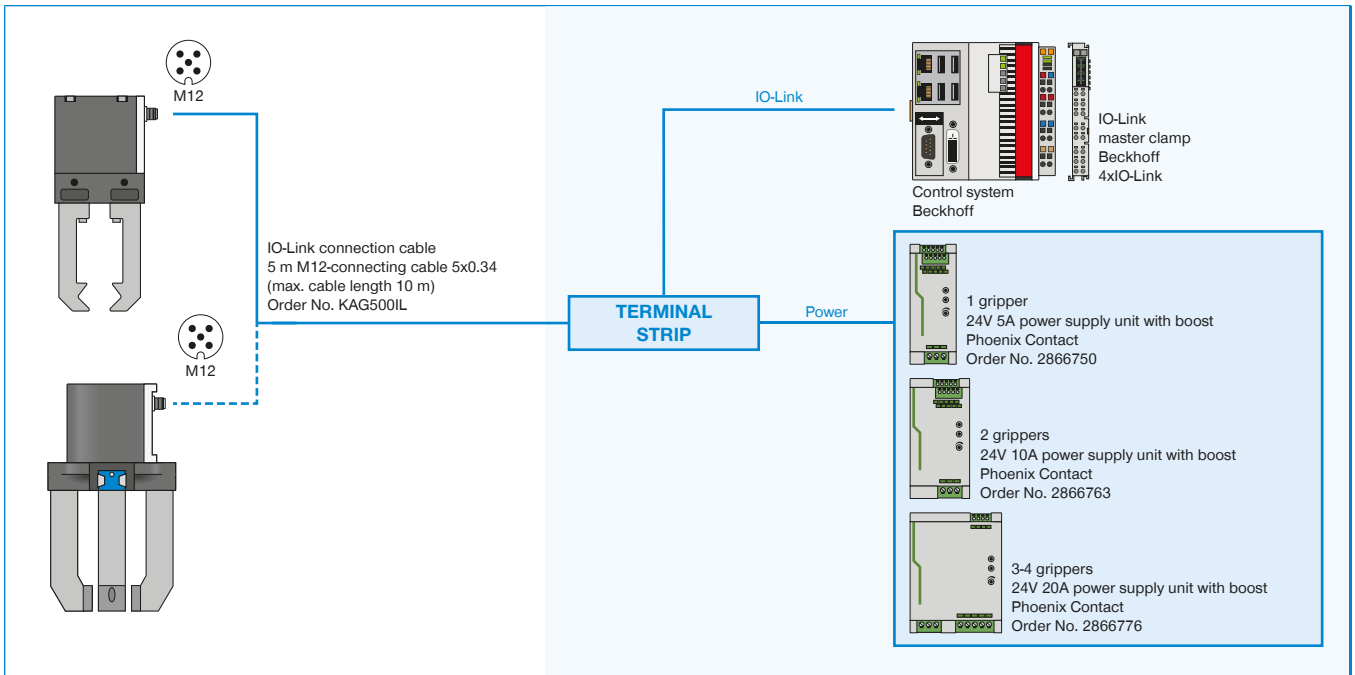 M12
IO-Link connection cable
5 m M12-connecting cable 5x0.34
(max. cable length 10 m)
Order No. KAG500IL
M12
TERMINAL
STRIP
IO-Link
Power
Control system
Beckhoff
IO-Link
master clamp
Beckhoff
4xIO-Link
1 gripper
24V 5A power supply unit with boost
Phoenix Contact
Order No. 2866750
2 grippers
24V 10A power supply unit with boost
Phoenix Contact
Order No. 2866763
3-4 grippers
24V 20A power supply unit with boost
Phoenix Contact
Order No. 2866776